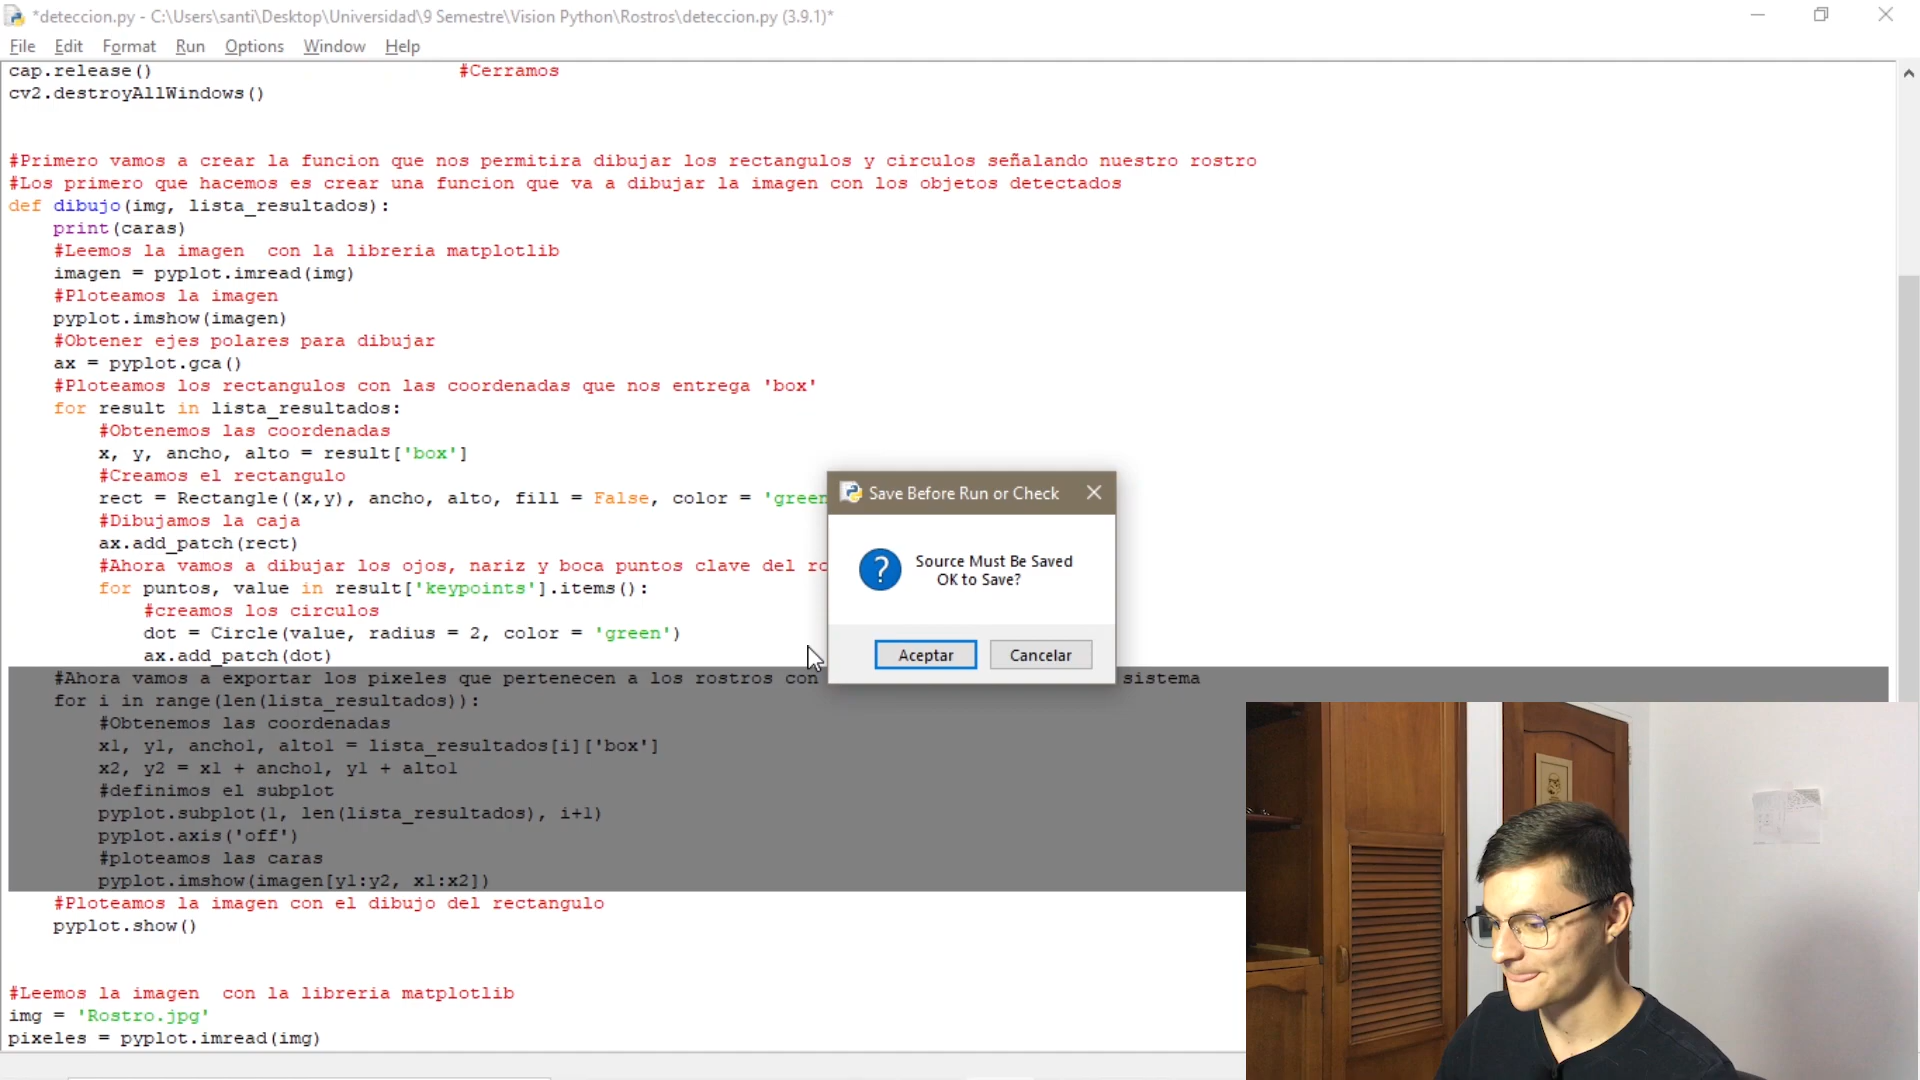 *deteccion.py - C:\Users\santi\Desktop\Universidad\9 Semestre\Vision Python\Rostros\deteccion.py (3.9.1)*
File Edit Format Run Options Window Help
cap.release() #Cerramos
cv2.destroyAllWindows()
#Primero vamos a crear la funcion que nos permitira dibujar los rectangulos y circulos señalando nuestro rostro
#Los primero que hacemos es crear una funcion que va a dibujar la imagen con los objetos detectados
def dibujo(img, lista_resultados):
print(caras)
#Leemos la imagen  con la libreria matplotlib
imagen = pyplot.imread(img)
#Ploteamos la imagen
pyplot.imshow(imagen)
#Obtener ejes polares para dibujar
ax = pyplot.gca()
#Ploteamos los rectangulos con las coordenadas que nos entrega 'box'
for result in lista_resultados:
#Obtenemos las coordenadas
x, y, ancho, alto = result['box']
#Creamos el rectangulo
rect = Rectangle((x,y), ancho, alto, fill = False, color = 'green
#Dibujamos la caja
ax.add_patch(rect)
#Ahora vamos a dibujar los ojos, nariz y boca puntos clave del ro
for puntos, value in result['keypoints'].items():
#creamos los circulos
dot = Circle(value, radius = 2, color = 'green')
ax.add_patch(dot)
#Ahora vamos a exportar los pixeles que pertenecen a los rostros con sistema
for i in range(len(lista_resultados)):
#Obtenemos las coordenadas
x1, y1, ancho1, alto1 = lista_resultados[i]['box']
x2, y2 = x1 + ancho1, y1 + alto1
#definimos el subplot
pyplot.subplot(1, len(lista_resultados), i+1)
pyplot.axis('off')
#ploteamos las caras
pyplot.imshow(imagen[y1:y2, x1:x2])
#Ploteamos la imagen con el dibujo del rectangulo
pyplot.show()
#Leemos la imagen  con la libreria matplotlib
img = 'Rostro.jpg'
pixeles = pyplot.imread(img)
Save Before Run or Check
Source Must Be Saved
OK to Save?
Aceptar Cancelar